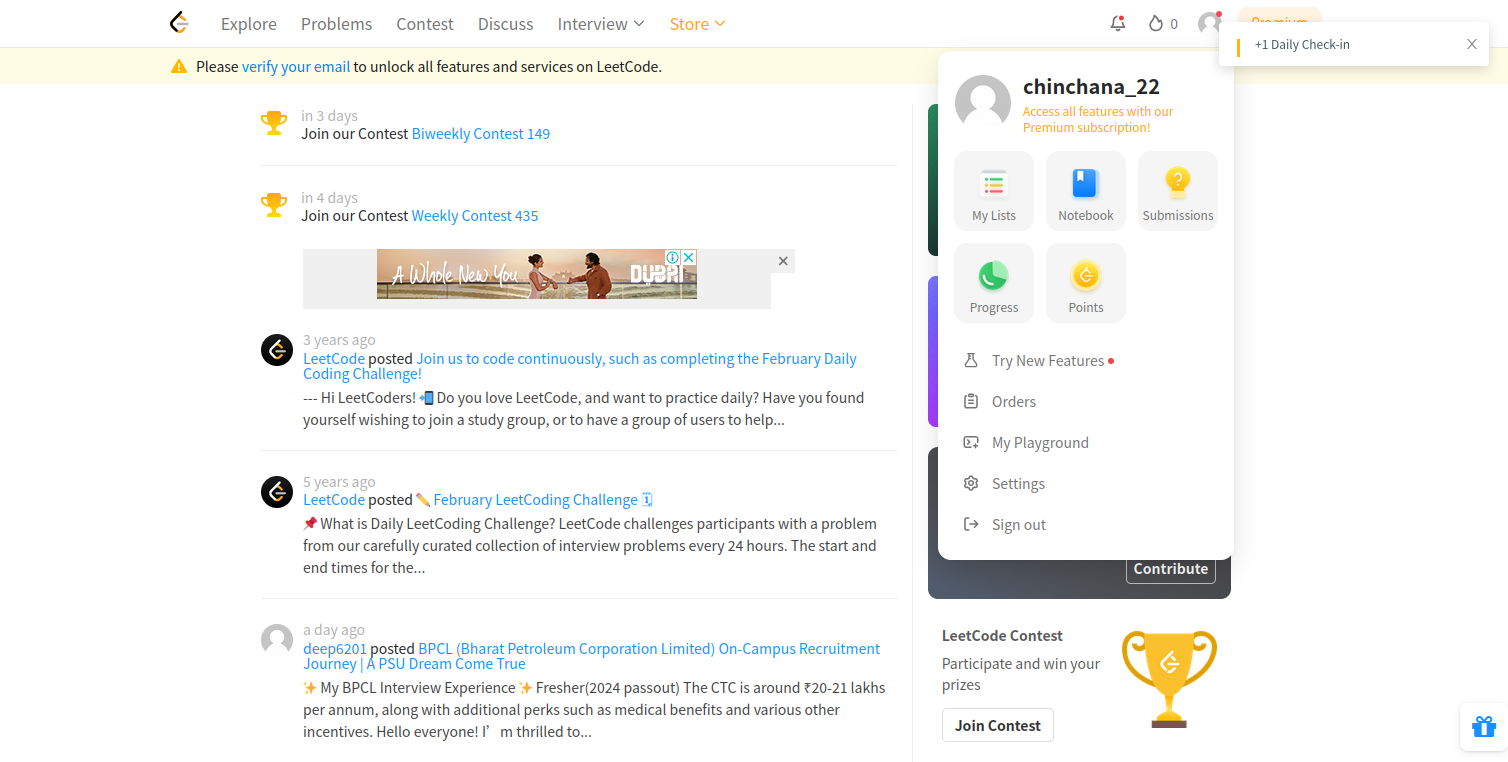 Explore Problems Contest Discuss Interview Store 0
+1 Daily Check-in
Please verify your email to unlock all features and services on LeetCode.
in 3 days
Join our Contest Biweekly Contest 149
in 4 days
Join our Contest Weekly Contest 435
A Whole New You DUBAI
3 years ago
LeetCode posted Join us to code continuously, such as completing the February Daily
Coding Challenge!
--- Hi LeetCoders! 📲 Do you love LeetCode, and want to practice daily? Have you found
yourself wishing to join a study group, or to have a group of users to help...
5 years ago
LeetCode posted ✏️ February LeetCoding Challenge 🗓
📌 What is Daily LeetCoding Challenge? LeetCode challenges participants with a problem
from our carefully curated collection of interview problems every 24 hours. The start and
end times for the...
a day ago
deep6201 posted BPCL (Bharat Petroleum Corporation Limited) On-Campus Recruitment
Journey | A PSU Dream Come True
✨ My BPCL Interview Experience ✨ Fresher(2024 passout) The CTC is around ₹20-21 lakhs
per annum, along with additional perks such as medical benefits and various other
incentives. Hello everyone! I’m thrilled to...
chinchana_22
Access all features with our
Premium subscription!
My Lists Notebook Submissions
Progress Points
Try New Features
Orders
My Playground
Settings
Sign out
Contribute
LeetCode Contest
Participate and win your
prizes
Join Contest